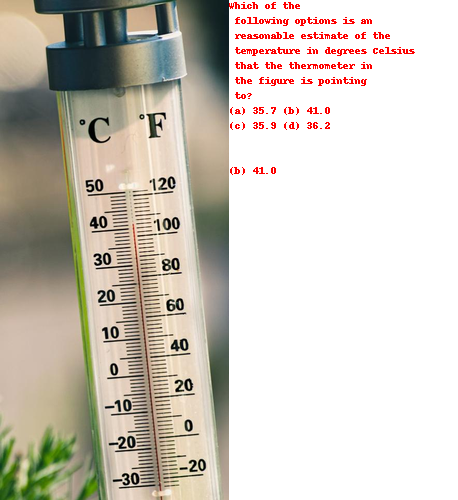 °C °F
50 120
40 100
30 80
20 60
10 40
0 20
-10 0
-20 -20
-30
Which of the
following options is an
reasonable estimate of the
temperature in degrees Celsius
that the thermometer in
the figure is pointing
to?
(a) 35.7 (b) 41.0
(c) 35.9 (d) 36.2
(b) 41.0